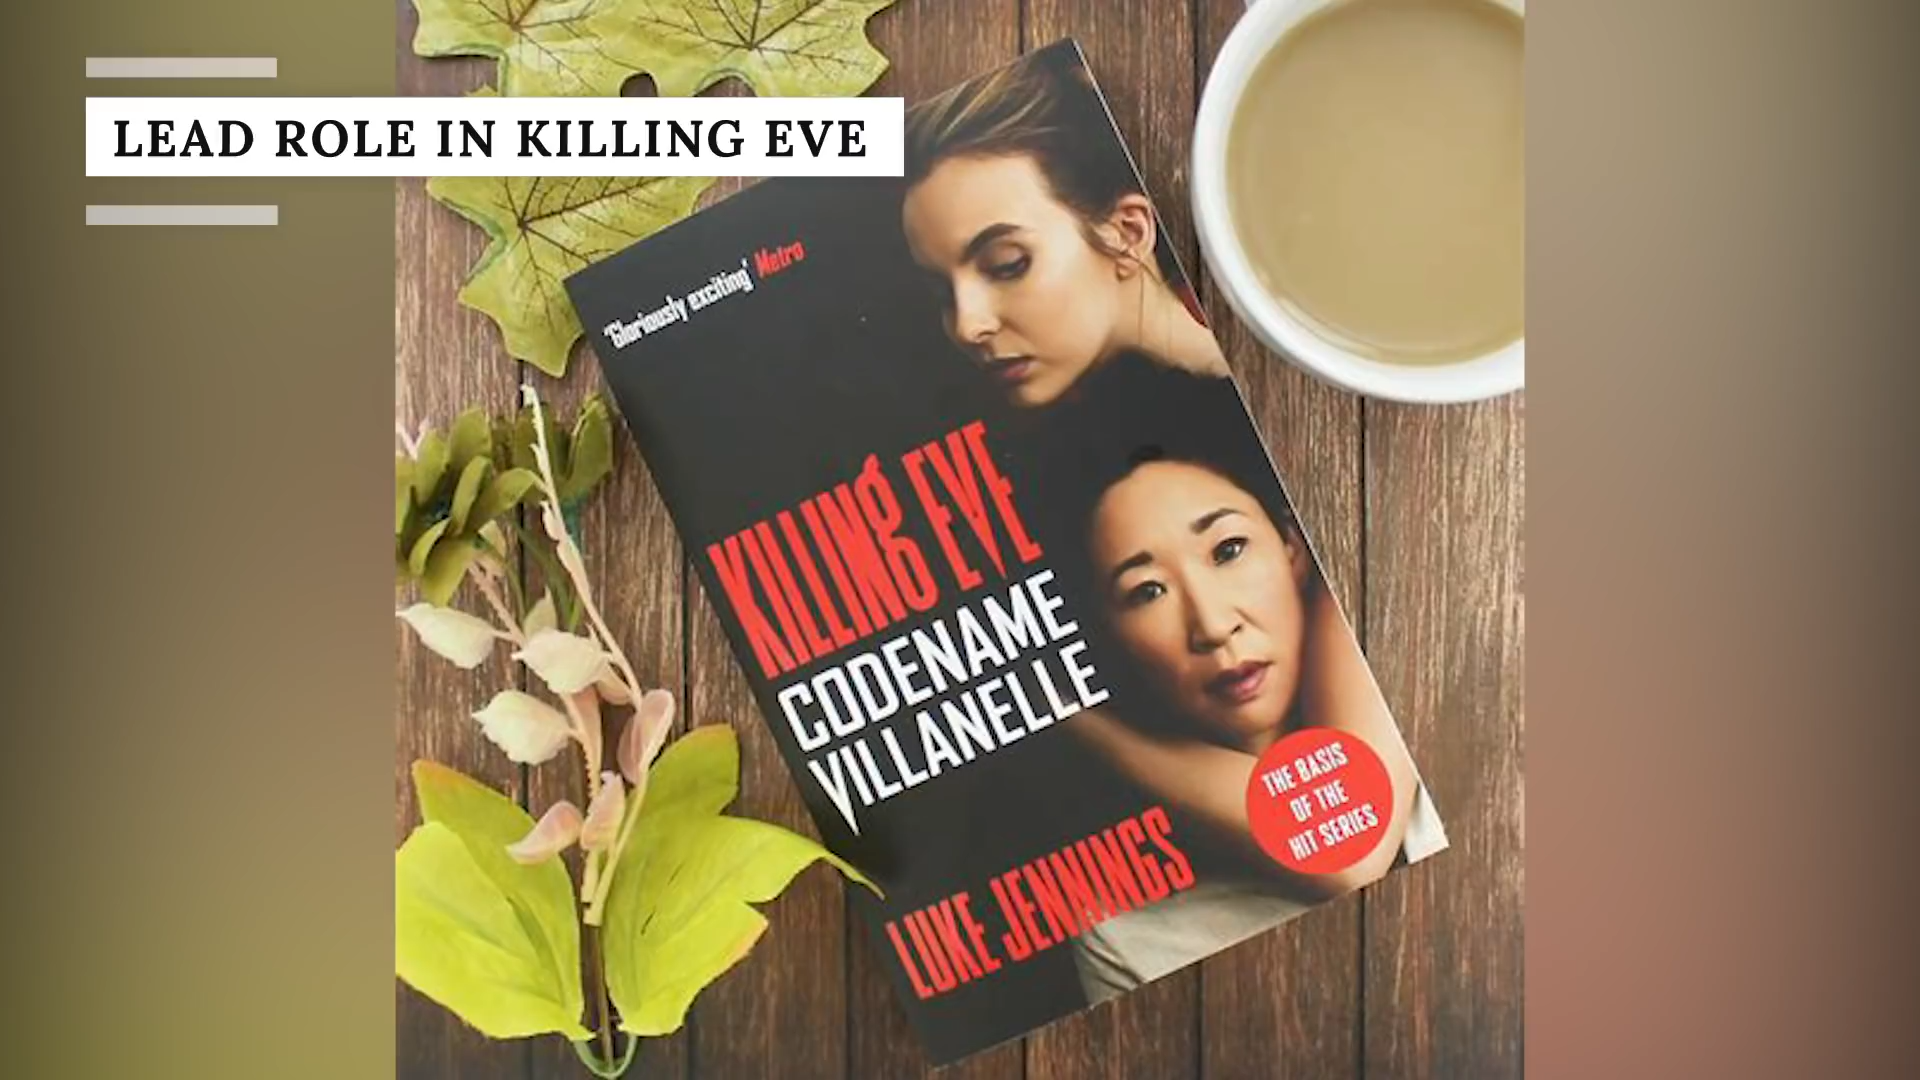 LEAD ROLE IN KILLING EVE
'Gloriously exciting' Metro
KILLING EVE
CODENAME
VILLANELLE
LUKE JENNINGS
THE BASIS
OF THE
HIT SERIES